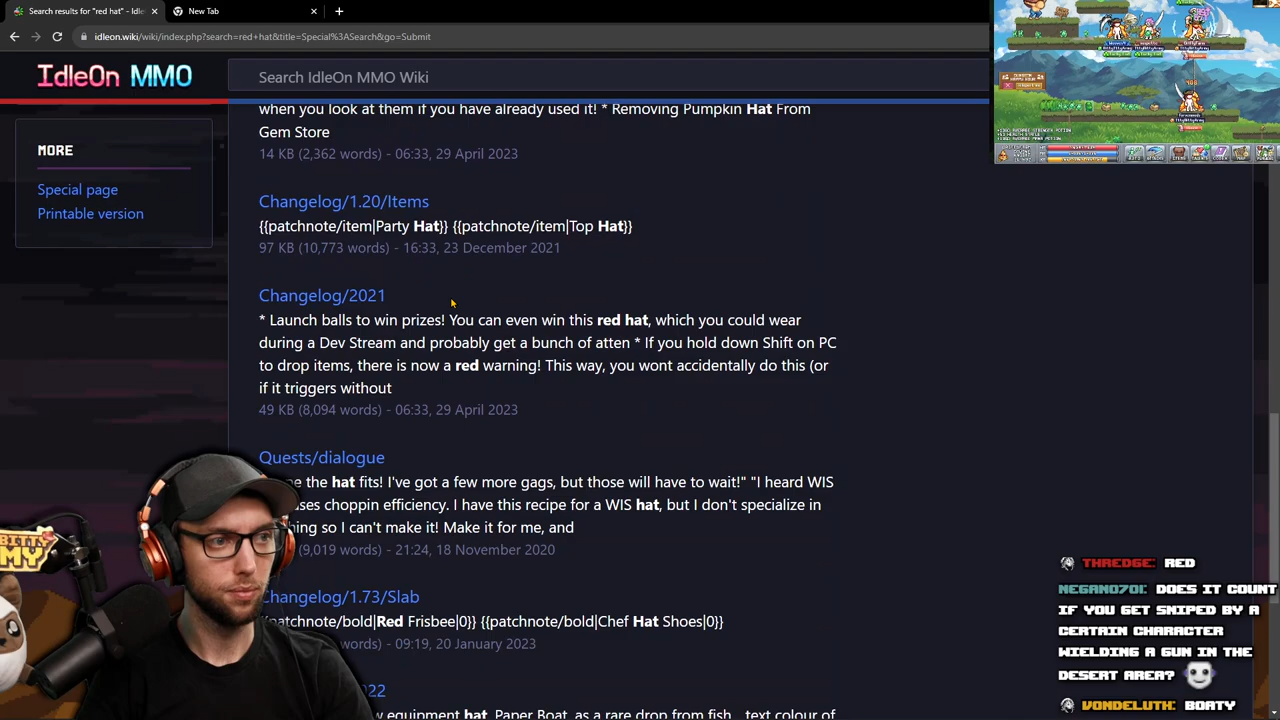 Search results for "red hat" - Idle
New Tab
idleon.wiki/wiki/index.php?search=red+hat&title=Special%3ASearch&go=Submit
IdleOn MMO
Search IdleOn MMO Wiki
MORE
Special page
Printable version
when you look at them if you have already used it! * Removing Pumpkin Hat From
Gem Store
14 KB (2,362 words) - 06:33, 29 April 2023
Changelog/1.20/Items
{{patchnote/item|Party Hat}} {{patchnote/item|Top Hat}}
97 KB (10,773 words) - 16:33, 23 December 2021
Changelog/2021
* Launch balls to win prizes! You can even win this red hat, which you could wear
during a Dev Stream and probably get a bunch of atten * If you hold down Shift on PC
to drop items, there is now a red warning! This way, you wont accidentally do this (or
if it triggers without
49 KB (8,094 words) - 06:33, 29 April 2023
Quests/dialogue
the hat fits! I've got a few more gags, but those will have to wait!" "I heard WIS
choppin efficiency. I have this recipe for a WIS hat, but I don't specialize in
so I can't make it! Make it for me, and
(9,019 words) - 21:24, 18 November 2020
Changelog/1.73/Slab
patchnote/bold|Red Frisbee|0}} {{patchnote/bold|Chef Hat Shoes|0}}
words) - 09:19, 20 January 2023
equipment hat, Paper Boat, as a rare drop from fish... text colour of
BITTY
MY
THREDGE: RED
NEGANO701: DOES IT COUNT
IF YOU GET SNIPED BY A
CERTAIN CHARACTER
WIELDING A GUN IN THE
DESERT AREA?
VONDELUTH: BORTY